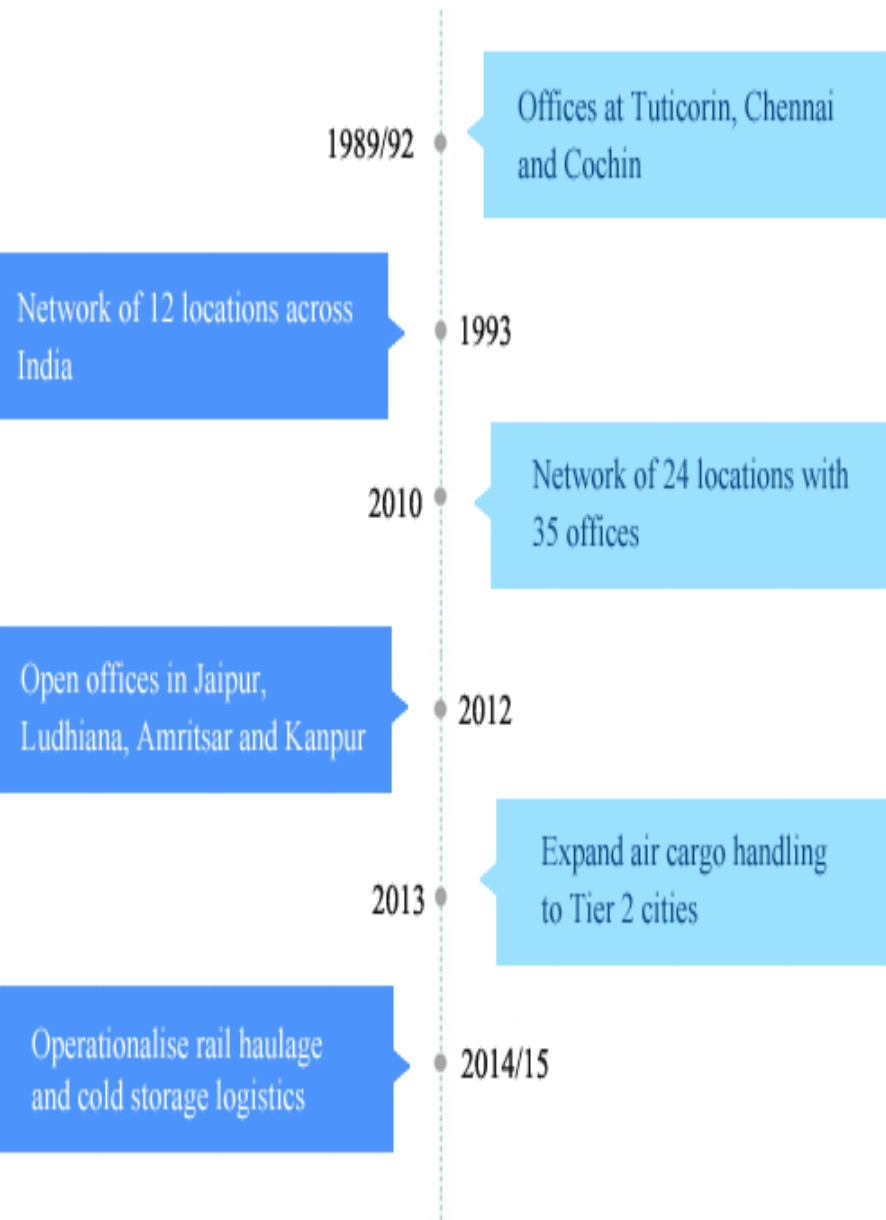 1989/92
Offices at Tuticorin, Chennai
and Cochin
Network of 12 locations across
India
1993
2010
Network of 24 locations with
35 offices
Open offices in Jaipur,
Ludhiana, Amritsar and Kanpur
2012
2013
Expand air cargo handling
to Tier 2 cities
Operationalise rail haulage
and cold storage logistics
2014/15